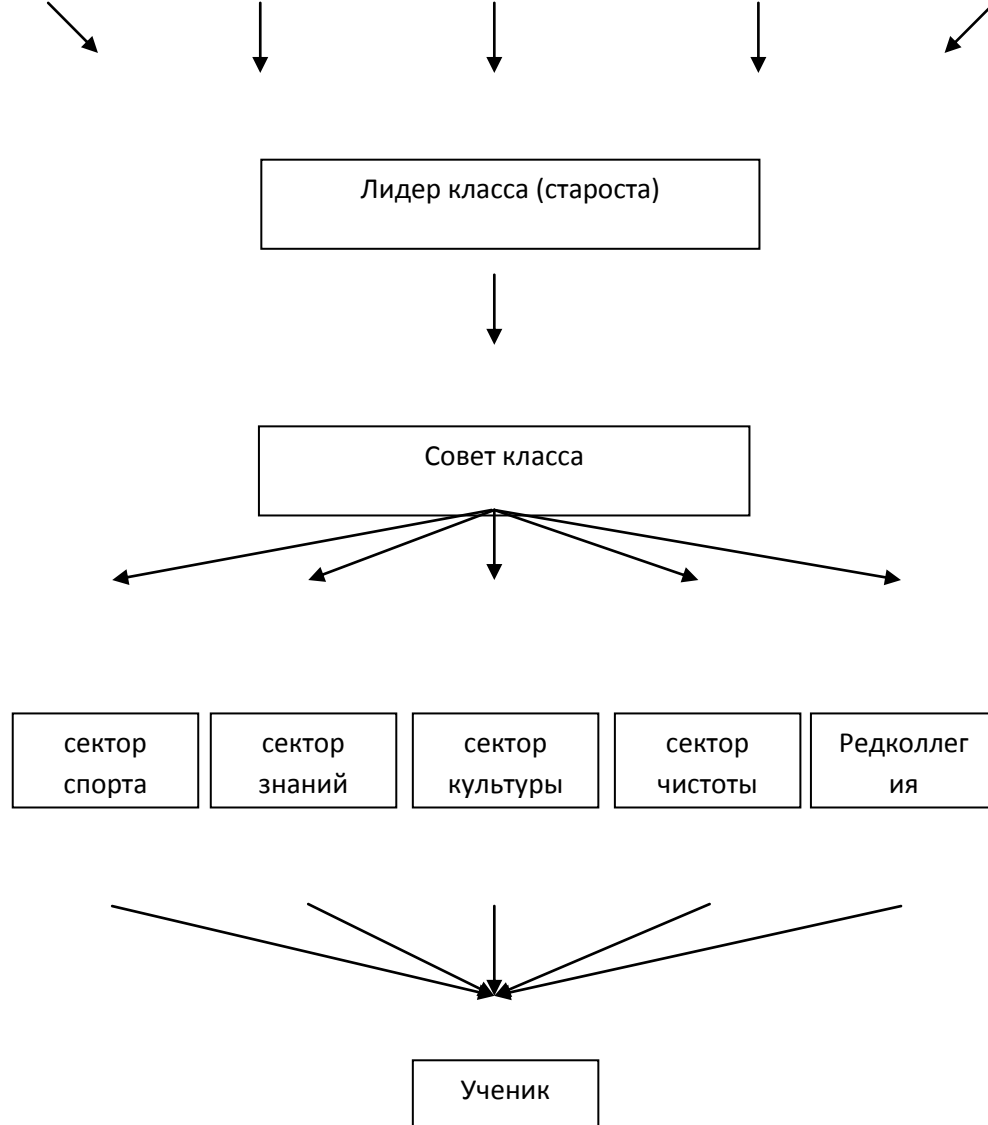 Лидер класса (староста)
Совет класса
сектор
спорта
сектор
знаний
сектор
культуры
сектор
чистоты
Редколлег
ия
Ученик